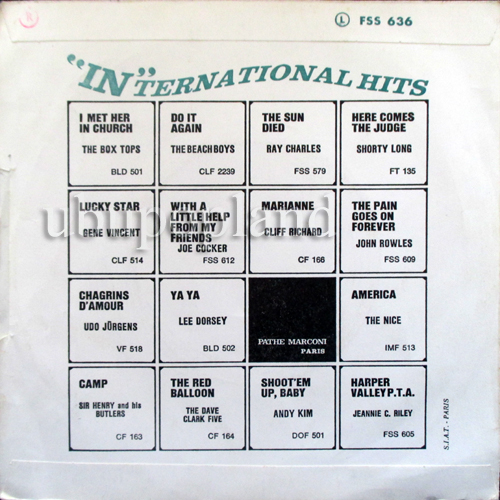 Ⓛ FSS 636
"IN"TERNATIONAL HITS
I MET HER
IN CHURCH
THE BOX TOPS
BLD 501
DO IT
AGAIN
THE BEACH BOYS
CLF 2239
THE SUN
DIED
RAY CHARLES
FSS 579
HERE COMES
THE JUDGE
SHORTY LONG
FT 135
LUCKY STAR
GENE VINCENT
CLF 514
WITH A
LITTLE HELP
FROM MY
FRIENDS
JOE COCKER
FSS 612
MARIANNE
CLIFF RICHARD
CF 166
THE PAIN
GOES ON
FOREVER
JOHN ROWLES
FSS 609
CHAGRINS
D'AMOUR
UDO JÜRGENS
VF 518
YA YA
LEE DORSEY
BLD 502
PATHE MARCONI
PARIS
AMERICA
THE NICE
IMF 513
CAMP
SIR HENRY and his
BUTLERS
CF 163
THE RED
BALLOON
THE DAVE
CLARK FIVE
CF 164
SHOOT'EM
UP, BABY
ANDY KIM
DOF 501
HARPER
VALLEY P.T.A.
JEANNIE C. RILEY
FSS 605
S.I.A.T. - PARIS